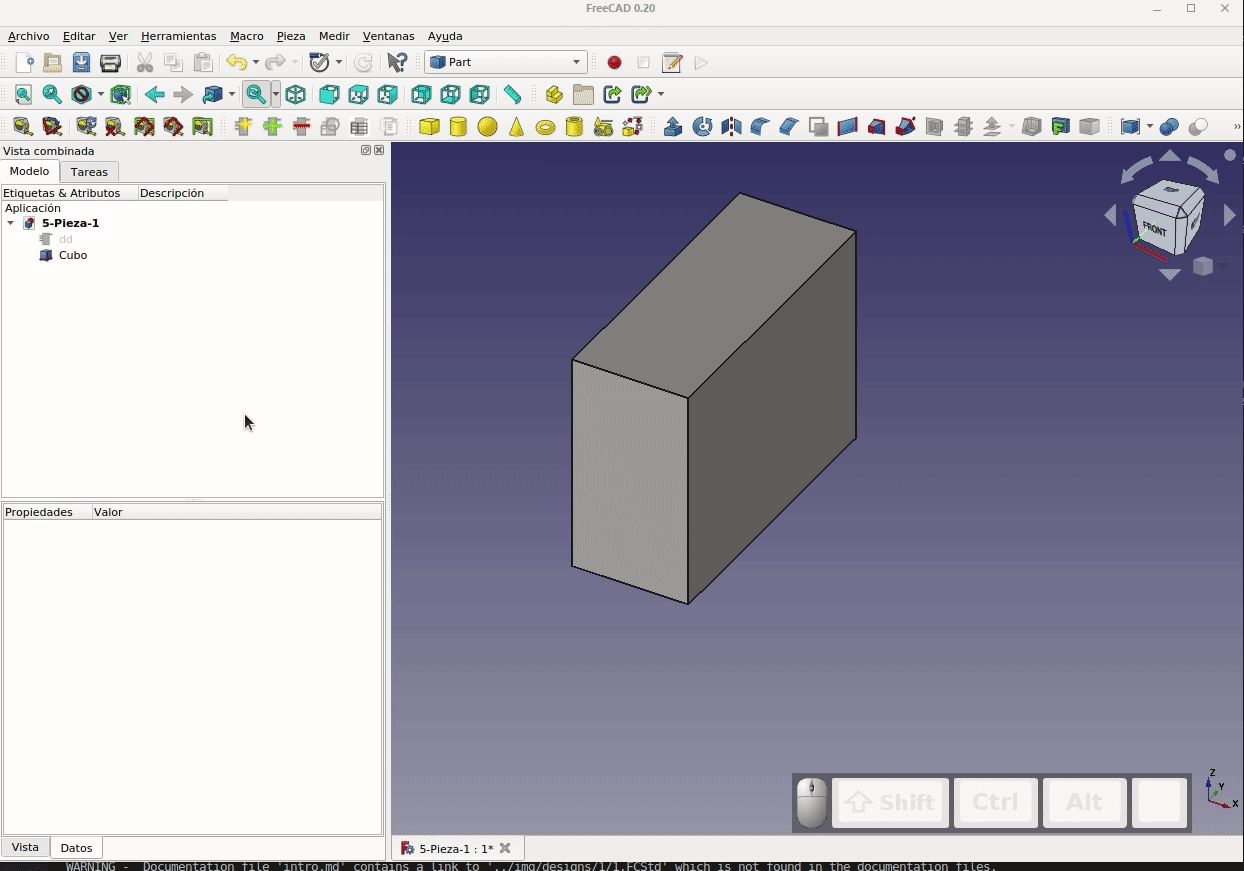 FreeCAD 0.20
Archivo Editar Ver Herramientas Macro Pieza Medir Ventanas Ayuda
Part
Vista combinada
Modelo Tareas
Etiquetas & Atributos Descripción
Aplicación
5-Pieza-1
dd
Cubo
FRONT
Propiedades Valor
Shift Ctrl Alt
Z
Y
X
Vista Datos
5-Pieza-1 : 1*
WARNING - Documentation file 'intro.md' contains a link to '../img/designs/1/1.FCStd' which is not found in the documentation files.